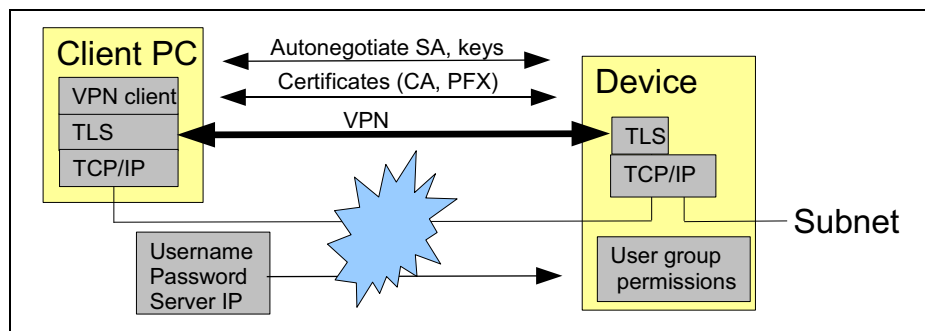 Client PC
VPN client
TLS
TCP/IP
Autonegotiate SA, keys
Certificates (CA, PFX)
VPN
Device
TLS
TCP/IP
Subnet
Username
Password
Server IP
User group
permissions